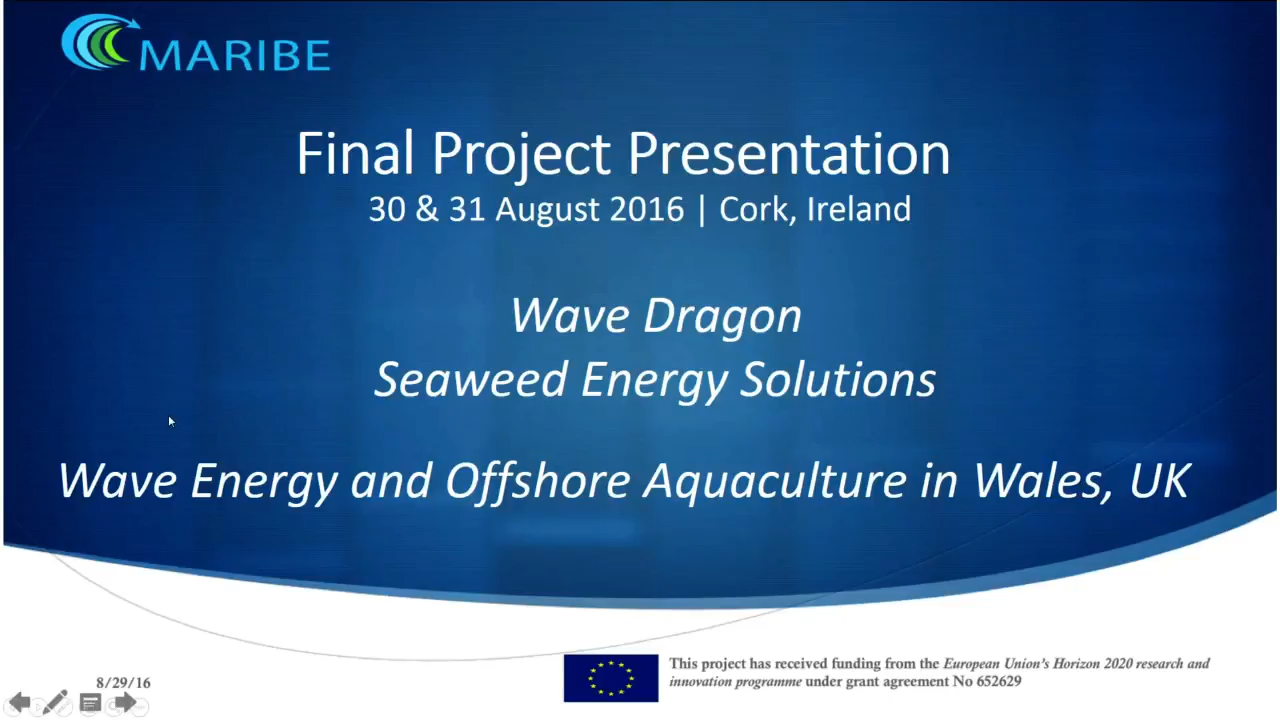 MARIBE
Final Project Presentation
30 & 31 August 2016 | Cork, Ireland
Wave Dragon
Seaweed Energy Solutions
Wave Energy and Offshore Aquaculture in Wales, UK
This project has received funding from the European Union's Horizon 2020 research and
innovation programme under grant agreement No 652629
8/29/16